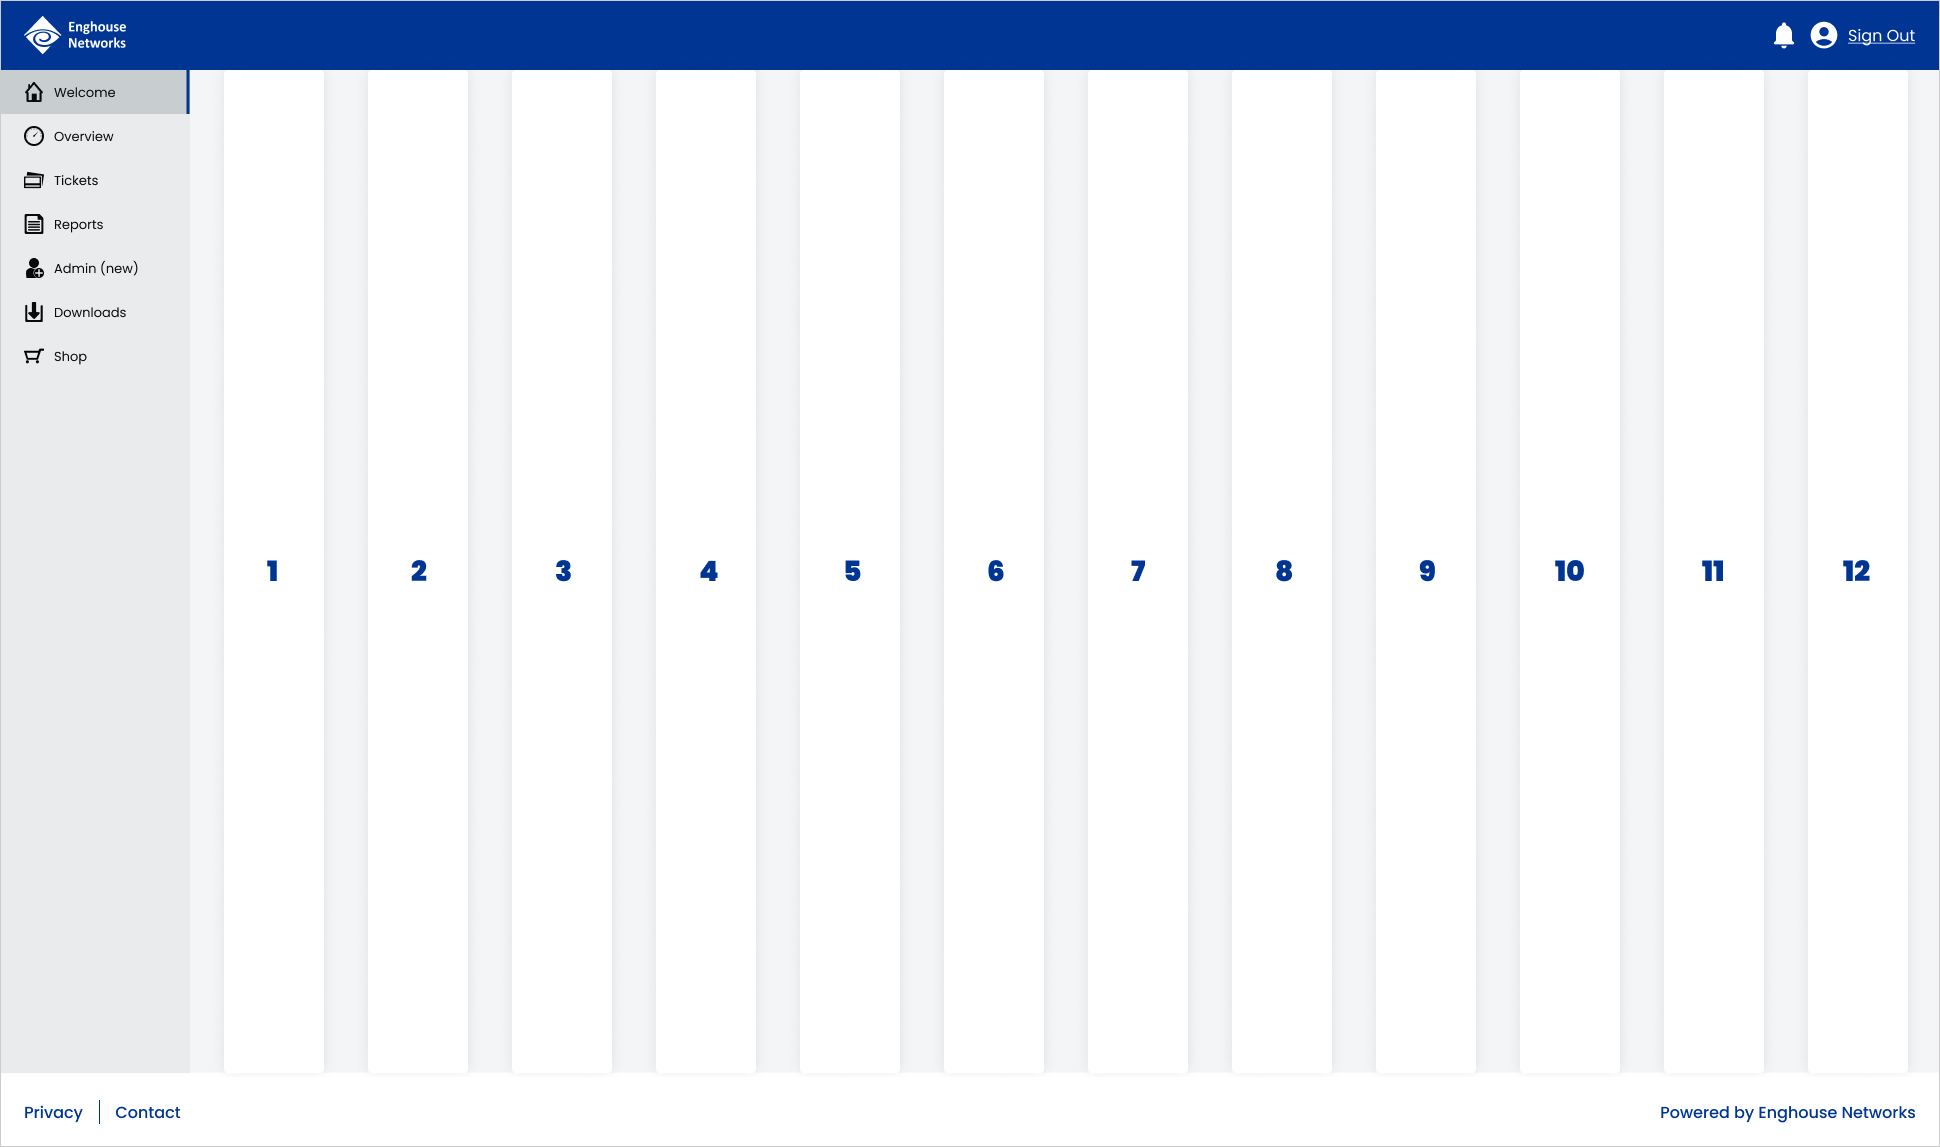 Enghouse
Networks
Sign Out
Welcome
Overview
Tickets
Reports
Admin (new)
Downloads
Shop
1 2 3 4 5 6 7 8 9 10 11 12
Privacy Contact Powered by Enghouse Networks